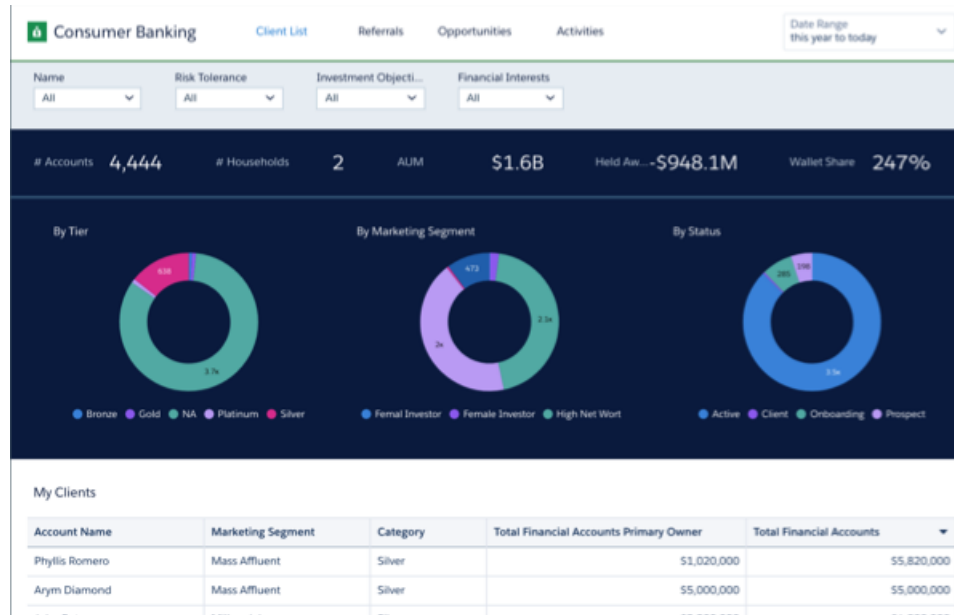 Consumer Banking
Client List
Referrals
Opportunities
Activities
Date Range
this year to today
Name
Risk Tolerance
Investment Objecti...
Financial Interests
All
All
All
All
# Accounts 4,444
# Households 2
AUM $1.6B
Held Aw... -$948.1M
Wallet Share 247%
By Tier
By Marketing Segment
By Status
638
3.7k
473
2.1k
2k
285
198
3.5k
Bronze Gold NA Platinum Silver
Femal Investor Female Investor High Net Wort
Active Client Onboarding Prospect
My Clients
Account Name Marketing Segment Category Total Financial Accounts Primary Owner Total Financial Accounts
Phyllis Romero Mass Affluent Silver $1,020,000 $5,820,000
Arym Diamond Mass Affluent Silver $5,000,000 $5,000,000